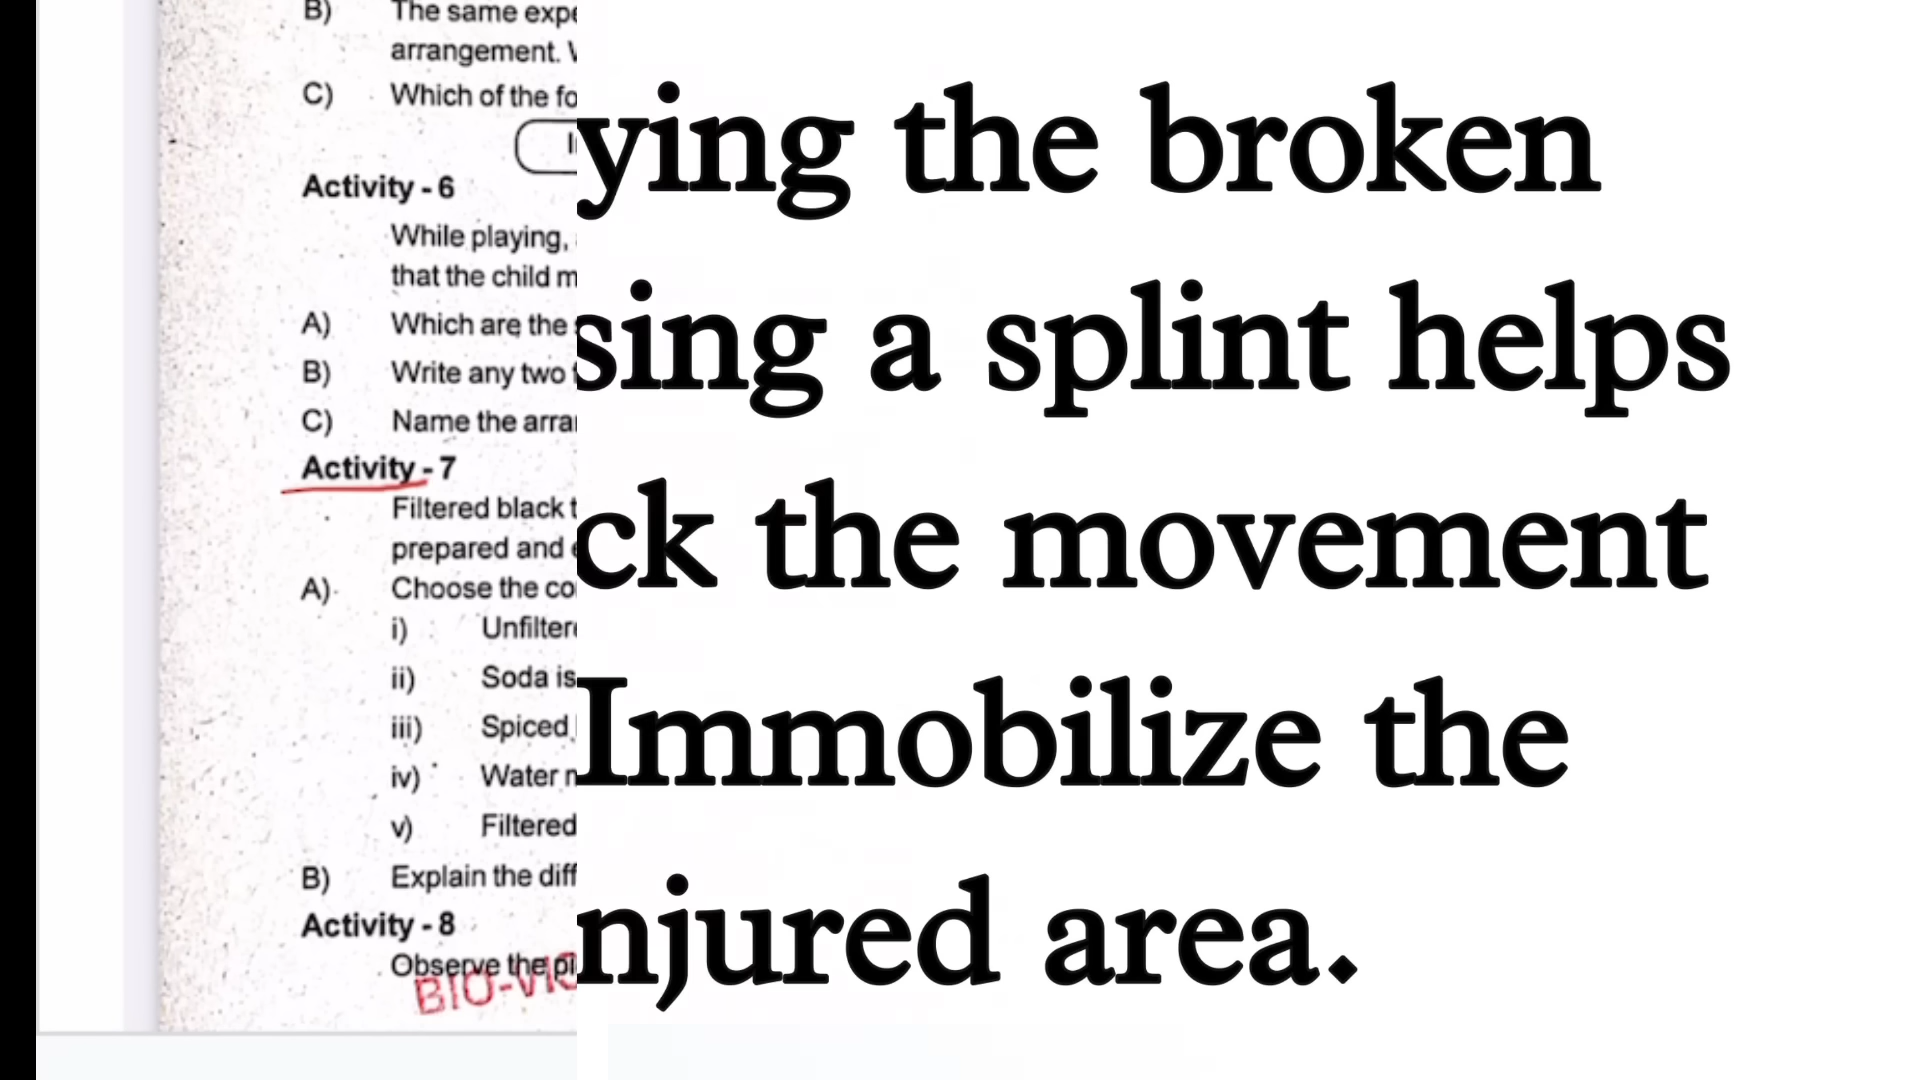 B) The same expe
arrangement. W
C) Which of the fo
Activity - 6
While playing,
that the child m
A) Which are the
B) Write any two
C) Name the arra
Activity - 7
Filtered black t
prepared and e
A) Choose the co
i) Unfiltere
ii) Soda is
iii) Spiced
iv) Water n
v) Filtered
B) Explain the diff
Activity - 8
Observe the pi
BIO-VIS
ying the broken
sing a splint helps
ck the movement
Immobilize the
njured area.